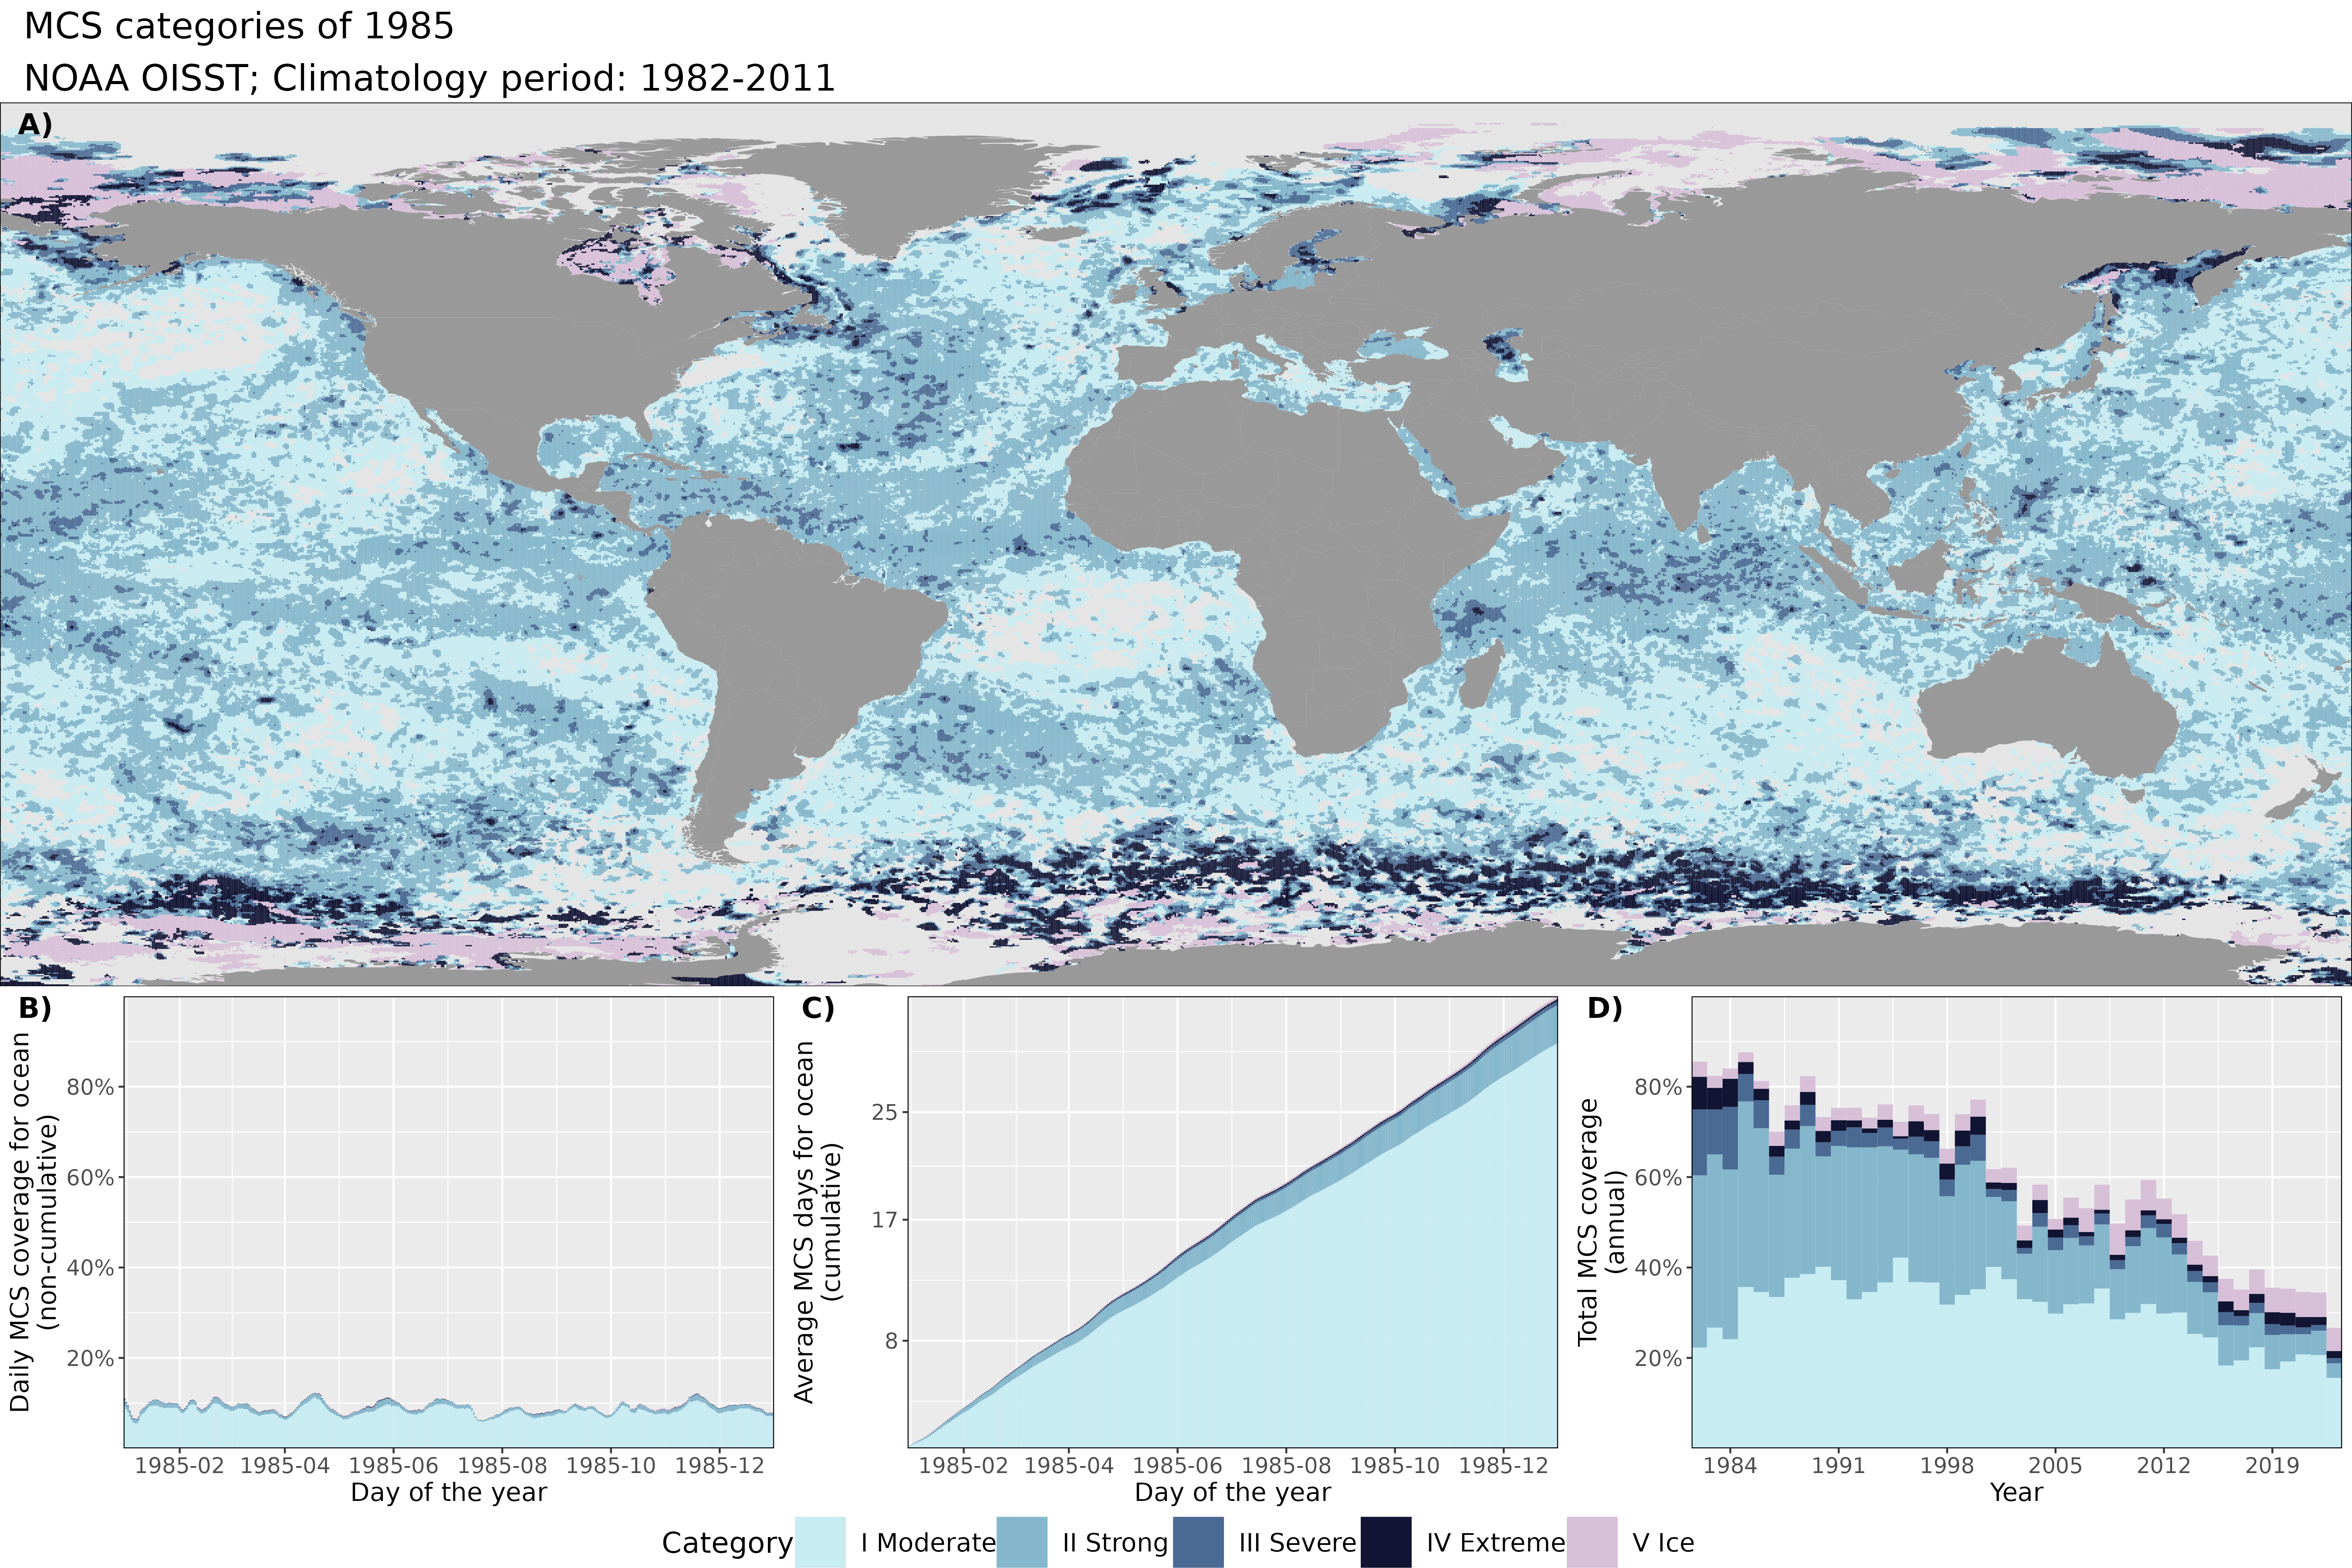 MCS categories of 1985
NOAA OISST; Climatology period: 1982-2011
A)
B)
Daily MCS coverage for ocean
(non-cumulative)
80%
60%
40%
20%
1985-02 1985-04 1985-06 1985-08 1985-10 1985-12
Day of the year
C)
Average MCS days for ocean
(cumulative)
25
17
8
1985-02 1985-04 1985-06 1985-08 1985-10 1985-12
Day of the year
D)
Total MCS coverage
(annual)
80%
60%
40%
20%
1984 1991 1998 2005 2012 2019
Year
Category I Moderate II Strong III Severe IV Extreme V Ice